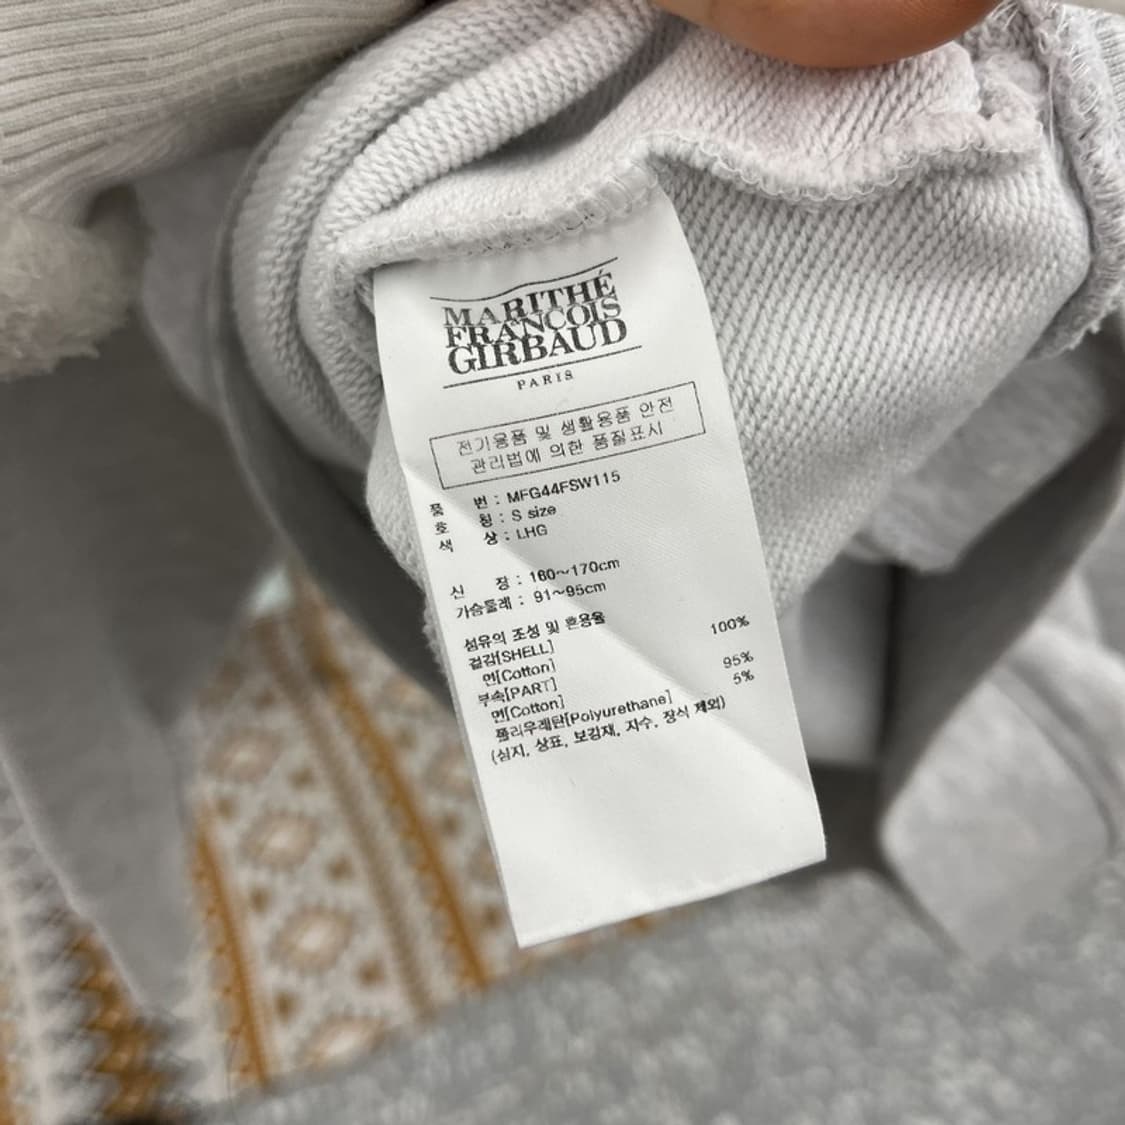 MARITHÉ
FRANCOIS
GIRBAUD
PARIS
전기용품 및 생활용품 안전
관리법에 의한 품질표시
품 번 : MFG44FSW115
호 칭 : S size
색 상 : LHG
신 장 : 160~170cm
가슴둘레 : 91~95cm
섬유의 조성 및 혼용율
겉감[SHELL]
면[Cotton] 100%
부속[PART]
면[Cotton] 95%
폴리우레탄[Polyurethane] 5%
(심지, 상표, 보강재, 자수, 장식 제외)